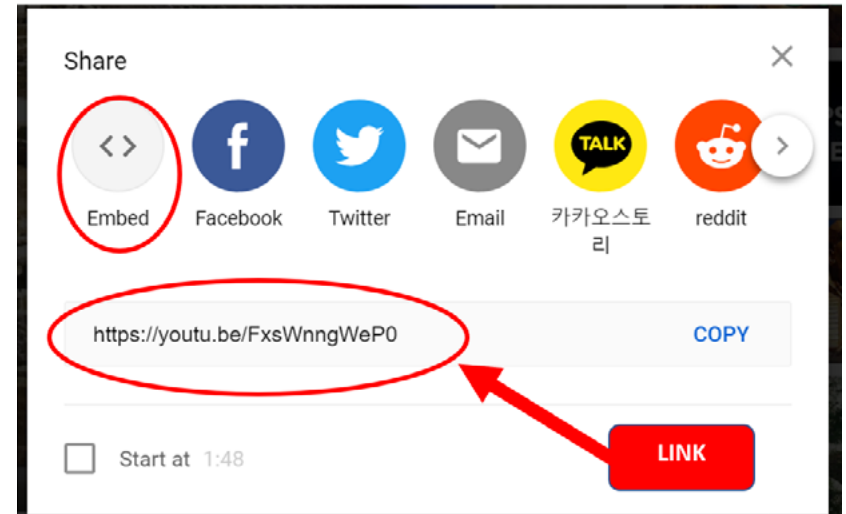 Share
TALK
Embed
Facebook
Twitter
Email
카카오스토
리
reddit
https://youtu.be/FxsWnngWeP0
COPY
Start at 1:48
LINK